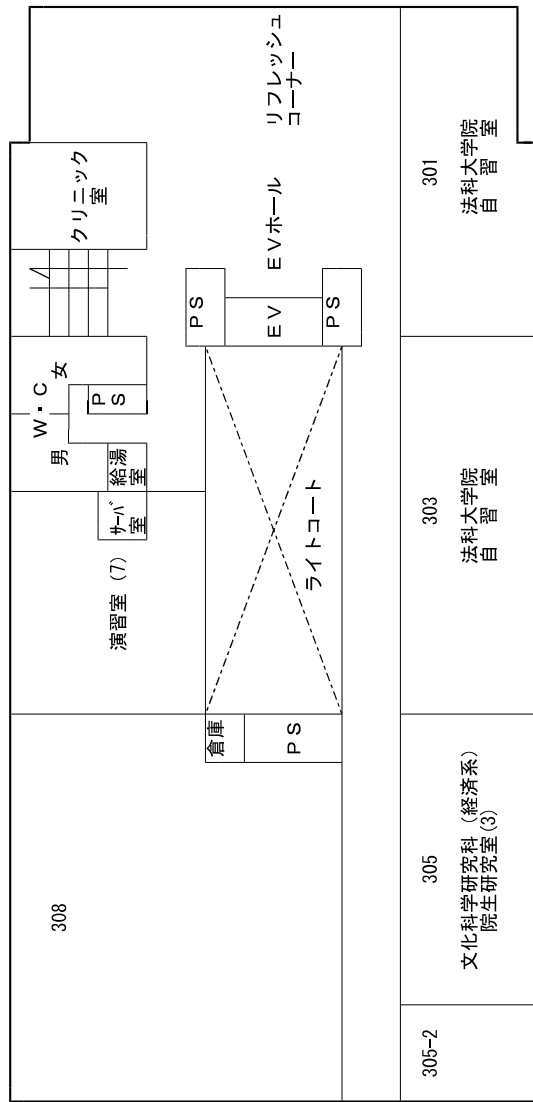 308
演習室(7)
サーバ
室
W・C
男
女
給湯
室
PS
クリニック
室
倉庫
PS
ライトコート
PS
EV
PS
EVホール
リフレッシュ
コーナー
305-2
305
文化科学研究科(経済系)
院生研究室(3)
303
法科大学院
自習室
301
法科大学院
自習室